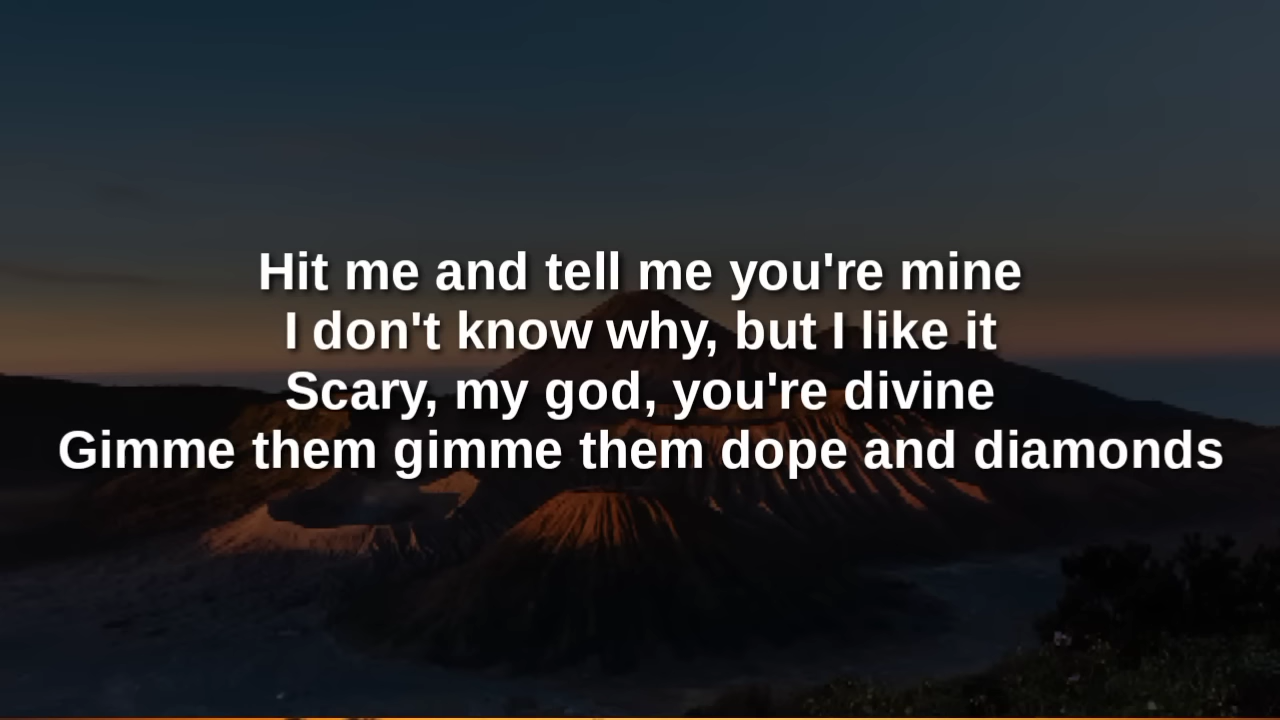 Hit me and tell me you're mine
I don't know why, but I like it
Scary, my god, you're divine
Gimme them gimme them dope and diamonds